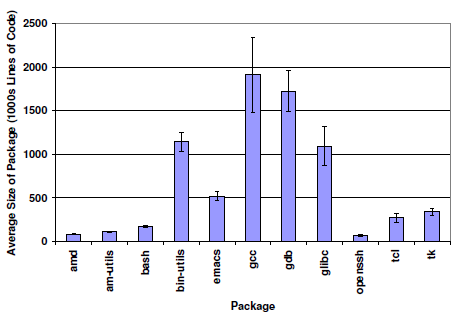 Average Size of Package (1000s Lines of Code)
2500
2000
1500
1000
500
0
amd
am-utils
bash
bin-utils
emacs
gcc
gdb
glibc
openssh
tcl
tk
Package